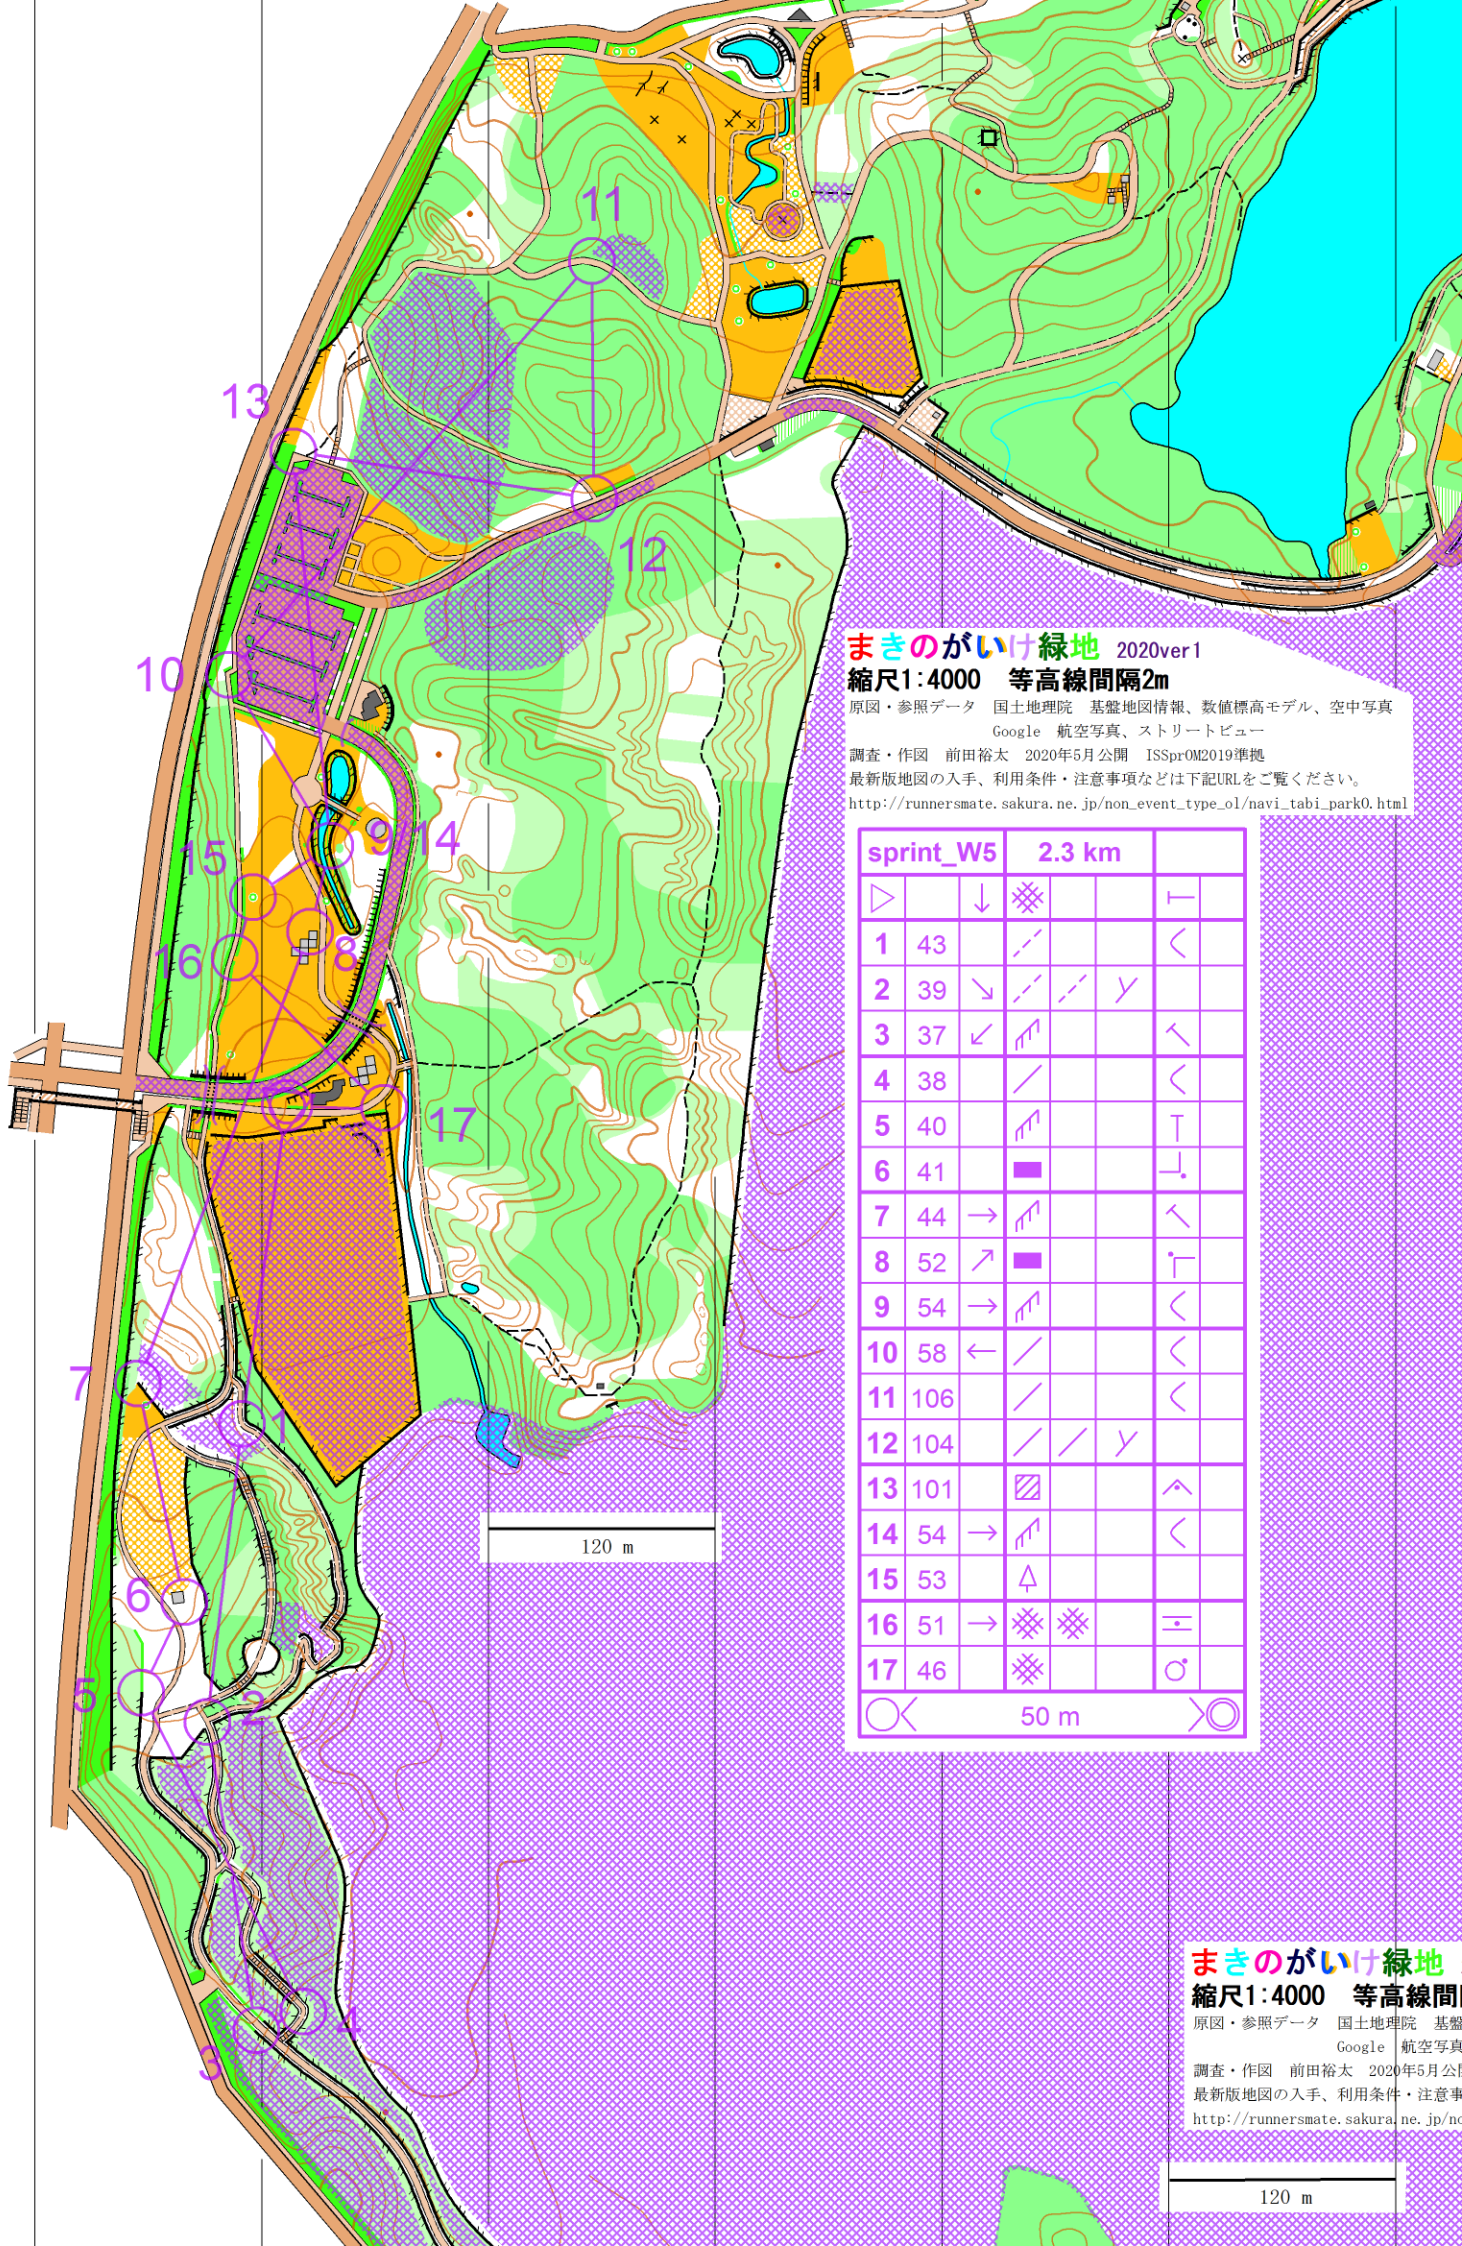 11
13
12
10
9/14
15
8
16
17
7
1
6
5
2
4
3
まきのがいけ緑地 2020ver1
縮尺1:4000 等高線間隔2m
原図・参照データ 国土地理院 基盤地図情報、数値標高モデル、空中写真
Google 航空写真、ストリートビュー
調査・作図 前田裕太 2020年5月公開 ISSprOM2019準拠
最新版地図の入手、利用条件・注意事項などは下記URLをご覧ください。
http://runnersmate.sakura.ne.jp/non_event_type_ol/navi_tabi_park0.html
sprint_W5 2.3 km
1 43
2 39
3 37
4 38
5 40
6 41
7 44
8 52
9 54
10 58
11 106
12 104
13 101
14 54
15 53
16 51
17 46
50 m
120 m
まきのがいけ緑地
縮尺1:4000 等高線間
原図・参照データ 国土地理院 基盤
Google 航空写真
調査・作図 前田裕太 2020年5月公
最新版地図の入手、利用条件・注意事
http://runnersmate.sakura.ne.jp/no
120 m